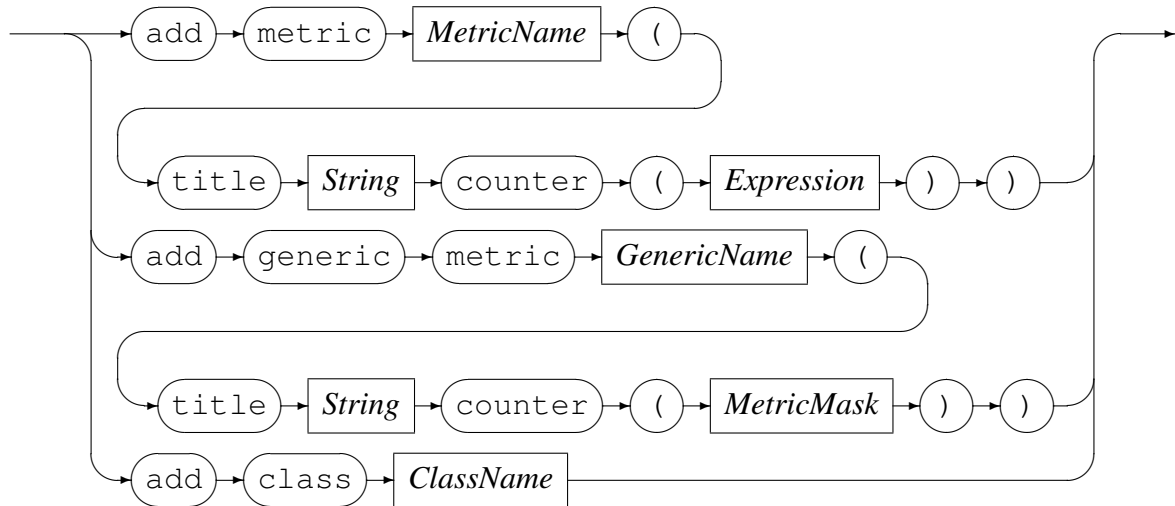 add metric MetricName (
title String counter ( Expression ) )
add generic metric GenericName (
title String counter ( MetricMask ) )
add class ClassName